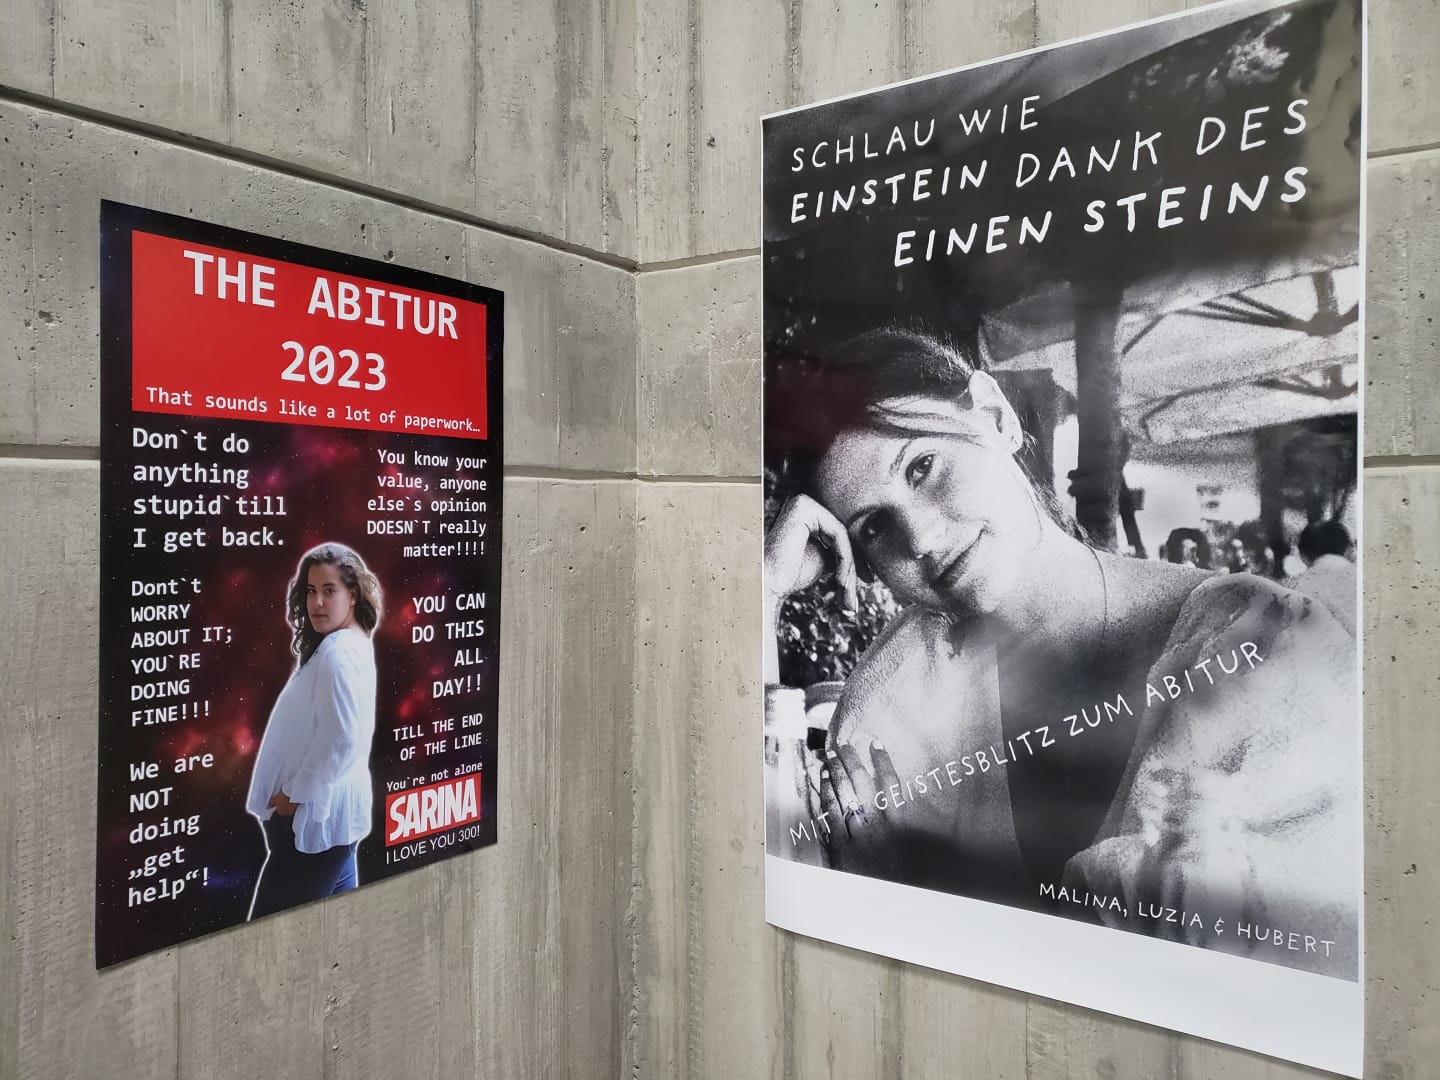 THE ABITUR
2023
That sounds like a lot of paperwork…
Don`t do
anything
stupid`till
I get back.
You know your
value, anyone
else`s opinion
DOESN`T really
matter!!!!
Dont`t
WORRY
ABOUT IT;
YOU`RE
DOING
FINE!!!
YOU CAN
DO THIS
ALL
DAY!!
TILL THE END
OF THE LINE
We are
NOT
doing
„get
help“!
You`re not alone
SARINA
I LOVE YOU 300!
SCHLAU WIE
EINSTEIN DANK DES
EINEN STEINS
MIT GEISTESBLITZ ZUM ABITUR
MALINA, LUZIA & HUBERT